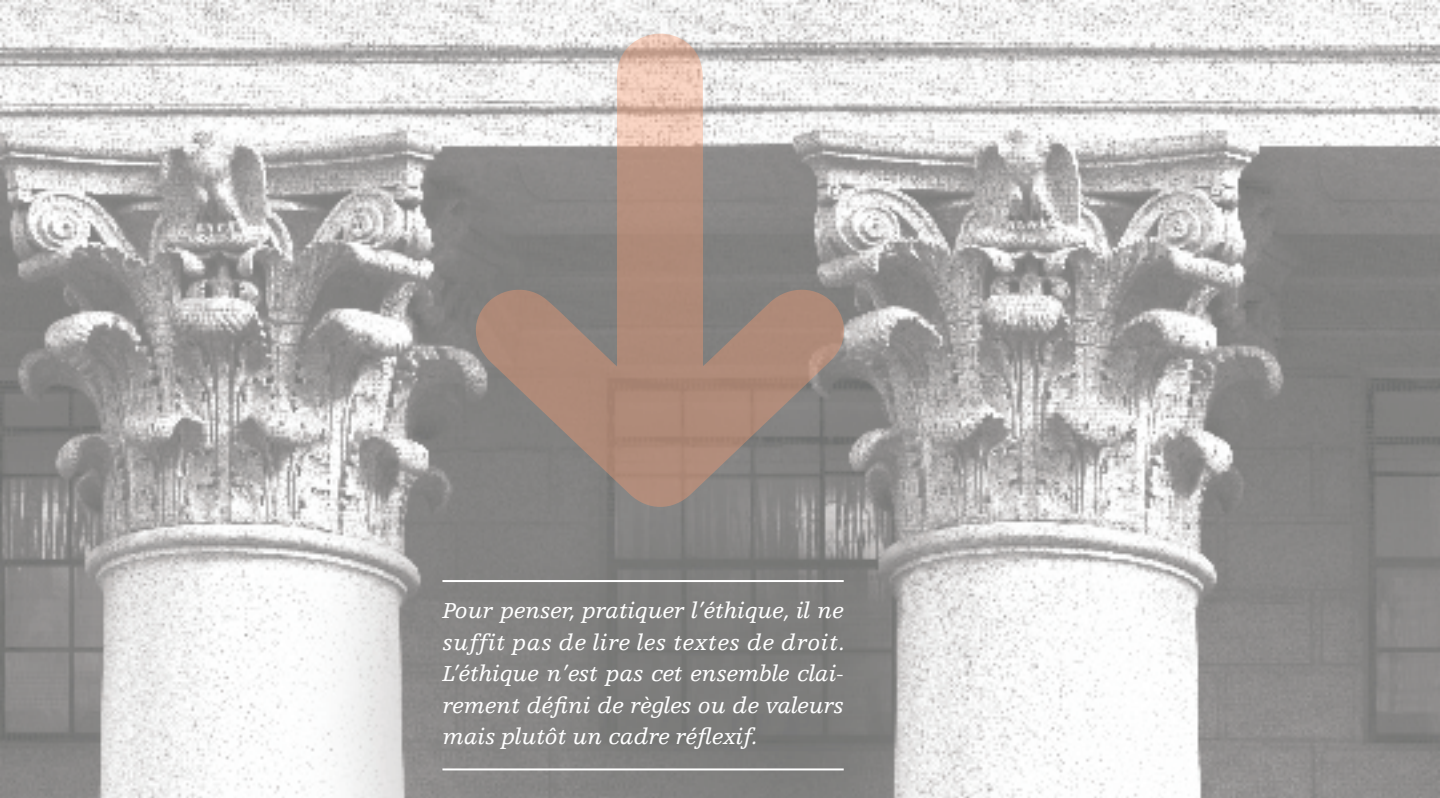 Pour penser, pratiquer l'éthique, il ne
suffit pas de lire les textes de droit.
L'éthique n'est pas cet ensemble clai-
rement défini de règles ou de valeurs
mais plutôt un cadre réflexif.